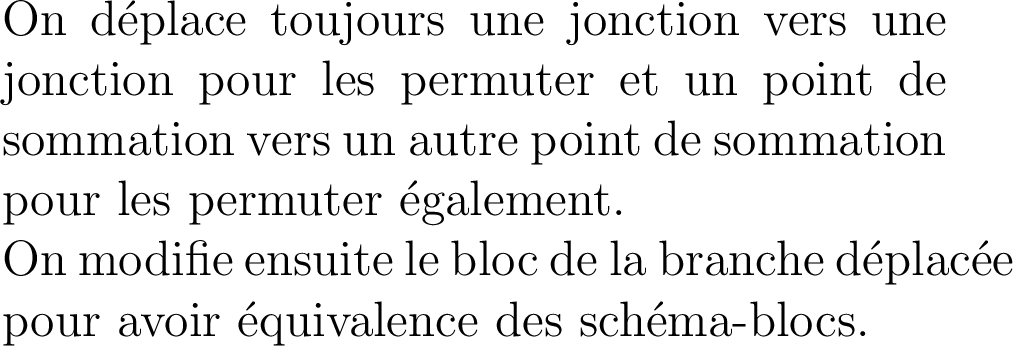 On déplace toujours une jonction vers une
jonction pour les permuter et un point de
sommation vers un autre point de sommation
pour les permuter également.
On modifie ensuite le bloc de la branche déplacée
pour avoir équivalence des schéma-blocs.